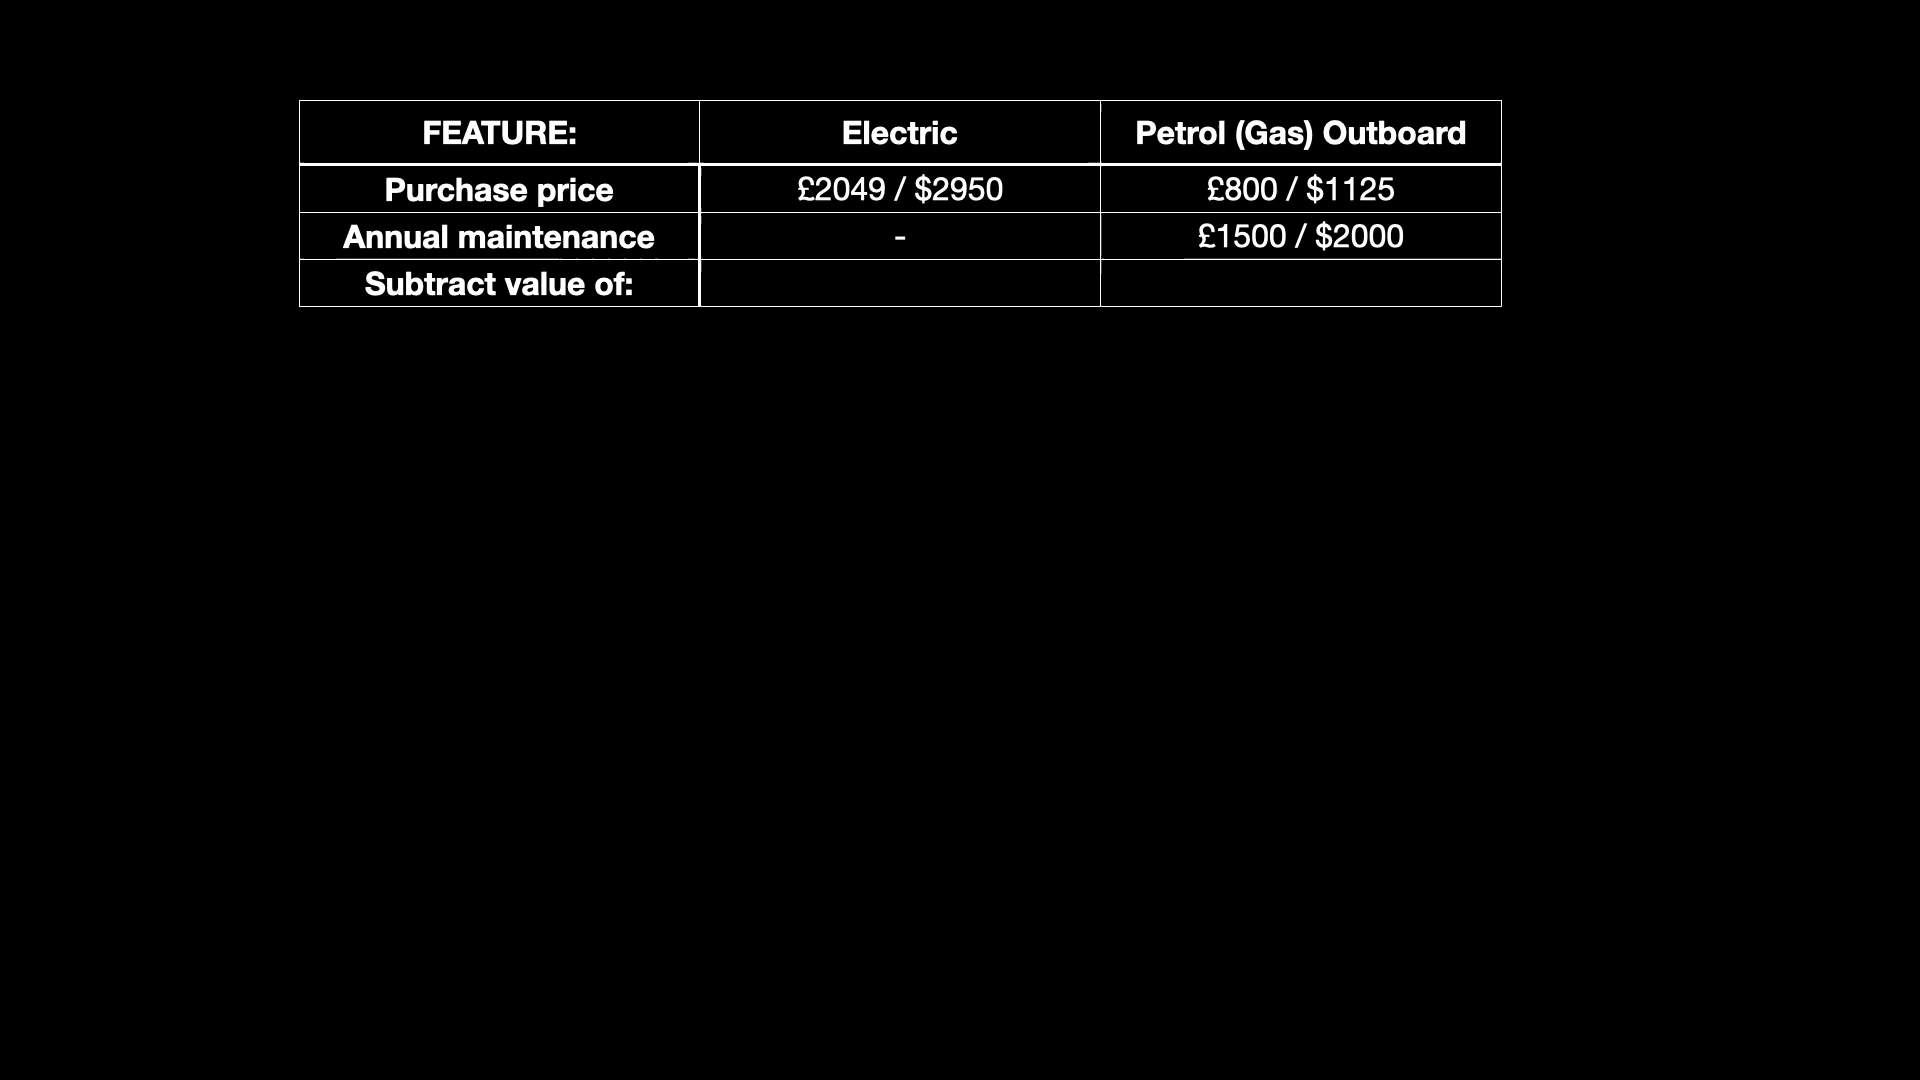 FEATURE: Electric Petrol (Gas) Outboard
Purchase price £2049 / $2950 £800 / $1125
Annual maintenance - £1500 / $2000
Subtract value of: